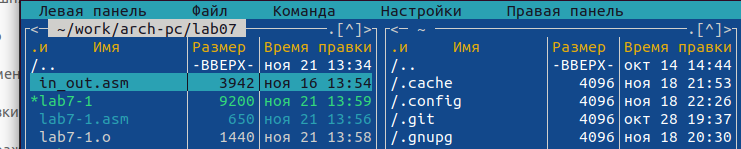 Левая панель Файл Команда Настройки Правая панель
<─ ~/work/arch-pc/lab07 ─.[^]> <─ ~ ─.[^]>
.и Имя Размер Время правки .и Имя Размер Время правки
/.. -ВВЕРХ- ноя 21 13:34 /.. -ВВЕРХ- окт 14 14:44
in_out.asm 3942 ноя 16 13:54 /.cache 4096 ноя 18 21:53
*lab7-1 9200 ноя 21 13:59 /.config 4096 ноя 18 22:26
lab7-1.asm 650 ноя 21 13:56 /.git 4096 окт 28 19:37
lab7-1.o 1440 ноя 21 13:58 /.gnupg 4096 ноя 18 20:30